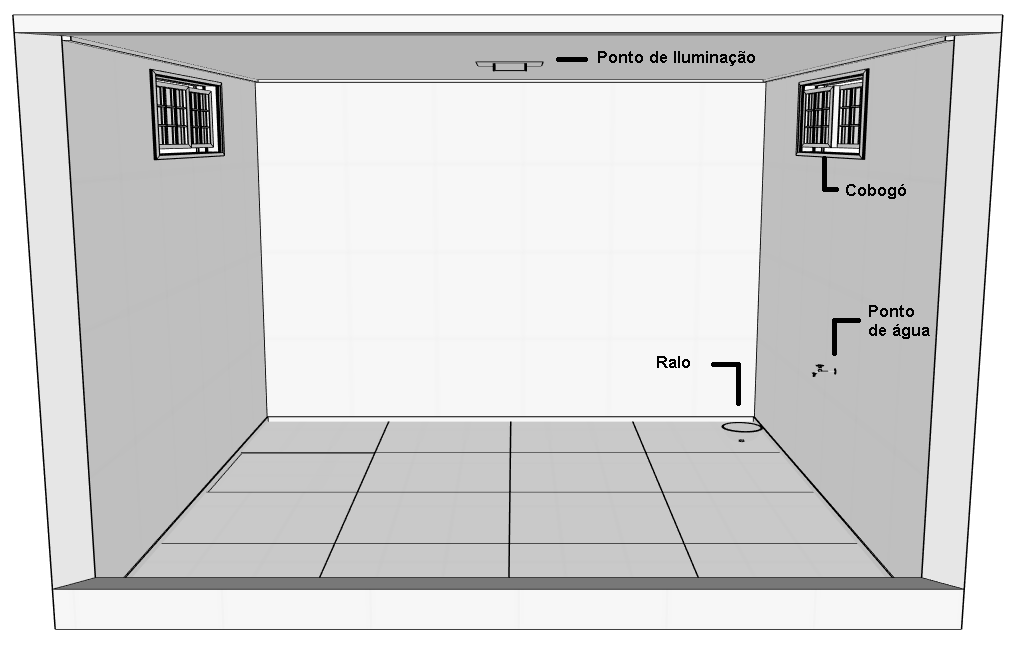 Ponto de Iluminação
Cobogó
Ponto
de água
Ralo